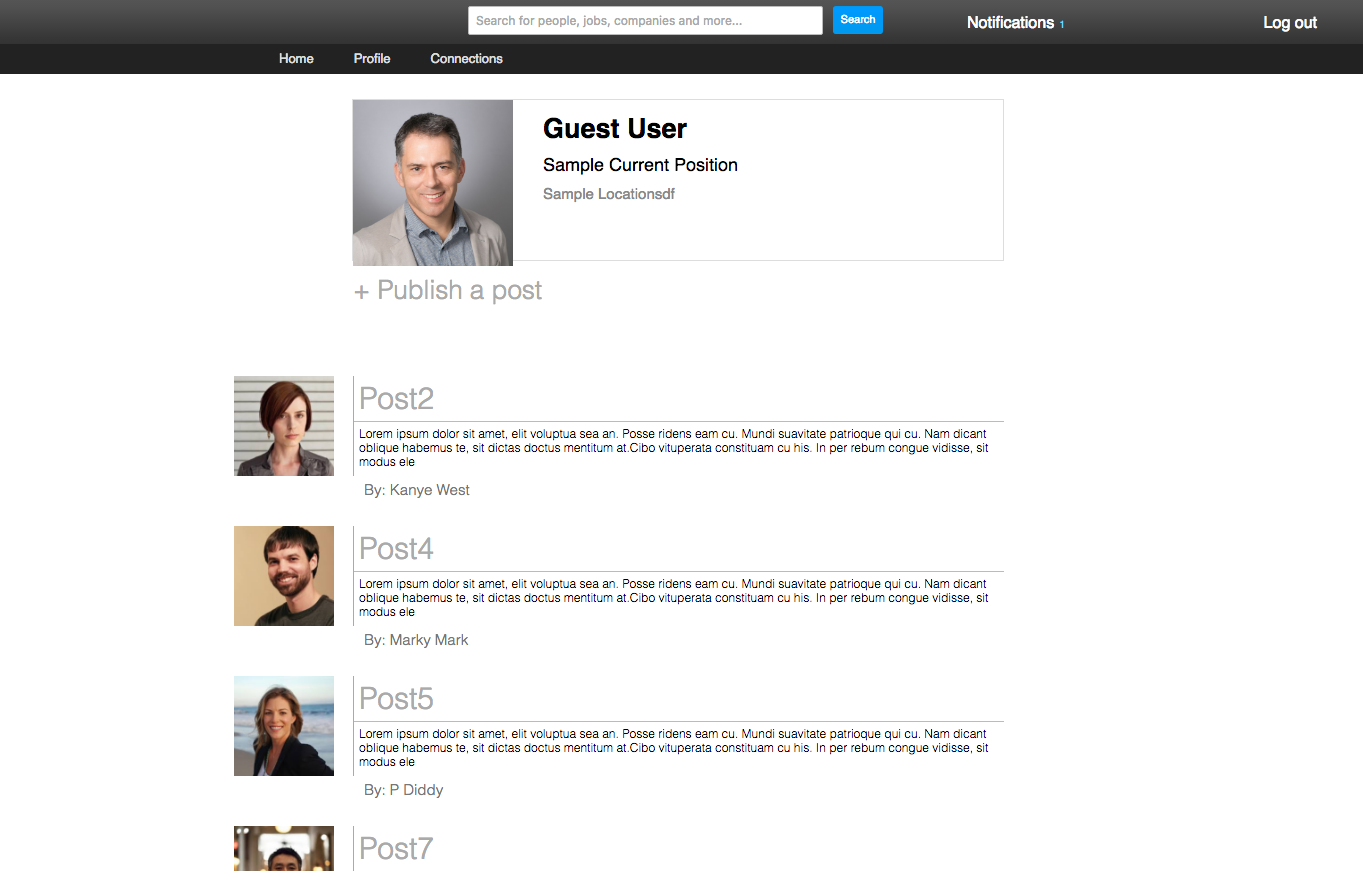 Search for people, jobs, companies and more...
Search
Notifications 1
Log out
Home
Profile
Connections
Guest User
Sample Current Position
Sample Locationsdf
+ Publish a post
Post2
Lorem ipsum dolor sit amet, elit voluptua sea an. Posse ridens eam cu. Mundi suavitate patrioque qui cu. Nam dicant
oblique habemus te, sit dictas doctus mentitum at.Cibo vituperata constituam cu his. In per rebum congue vidisse, sit
modus ele
By: Kanye West
Post4
Lorem ipsum dolor sit amet, elit voluptua sea an. Posse ridens eam cu. Mundi suavitate patrioque qui cu. Nam dicant
oblique habemus te, sit dictas doctus mentitum at.Cibo vituperata constituam cu his. In per rebum congue vidisse, sit
modus ele
By: Marky Mark
Post5
Lorem ipsum dolor sit amet, elit voluptua sea an. Posse ridens eam cu. Mundi suavitate patrioque qui cu. Nam dicant
oblique habemus te, sit dictas doctus mentitum at.Cibo vituperata constituam cu his. In per rebum congue vidisse, sit
modus ele
By: P Diddy
Post7